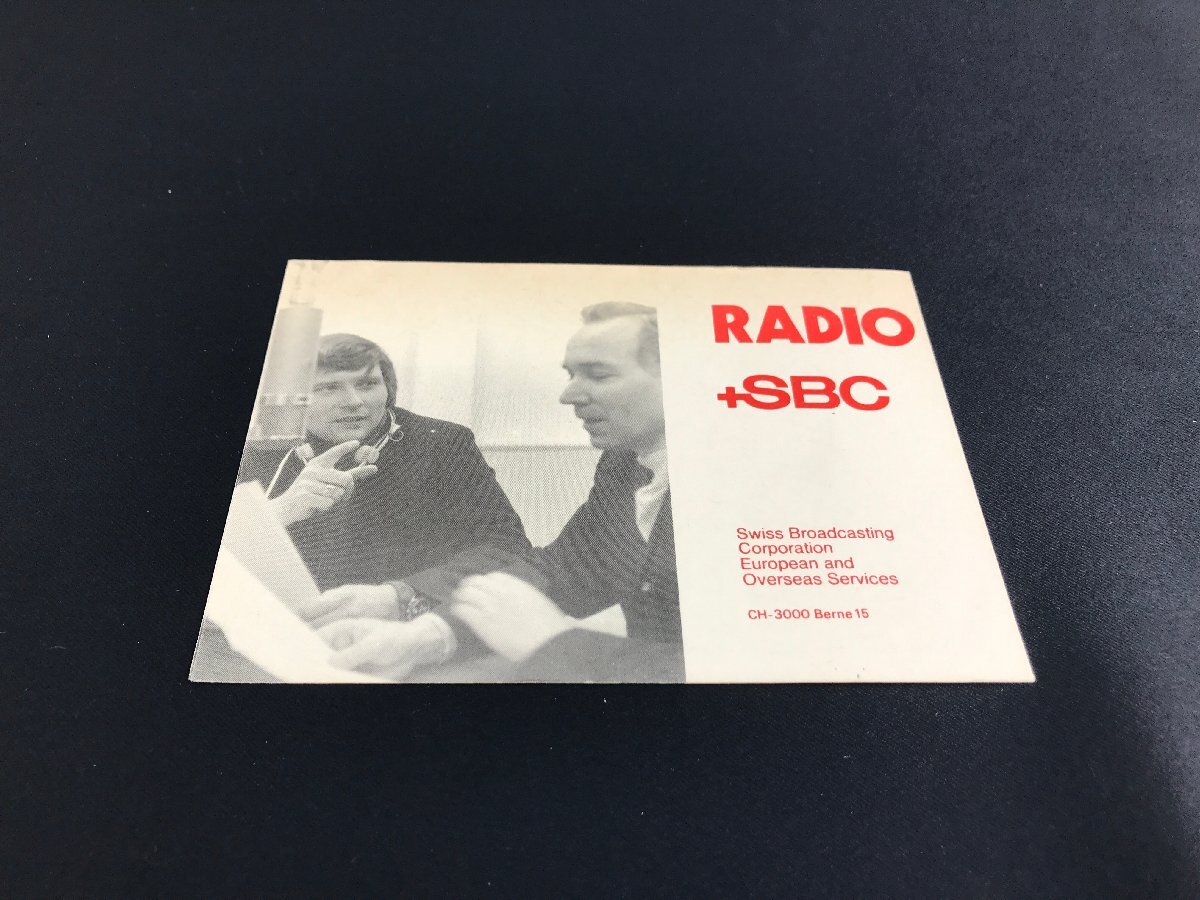 RADIO
+SBC
Swiss Broadcasting
Corporation
European and
Overseas Services
CH-3000 Berne 15